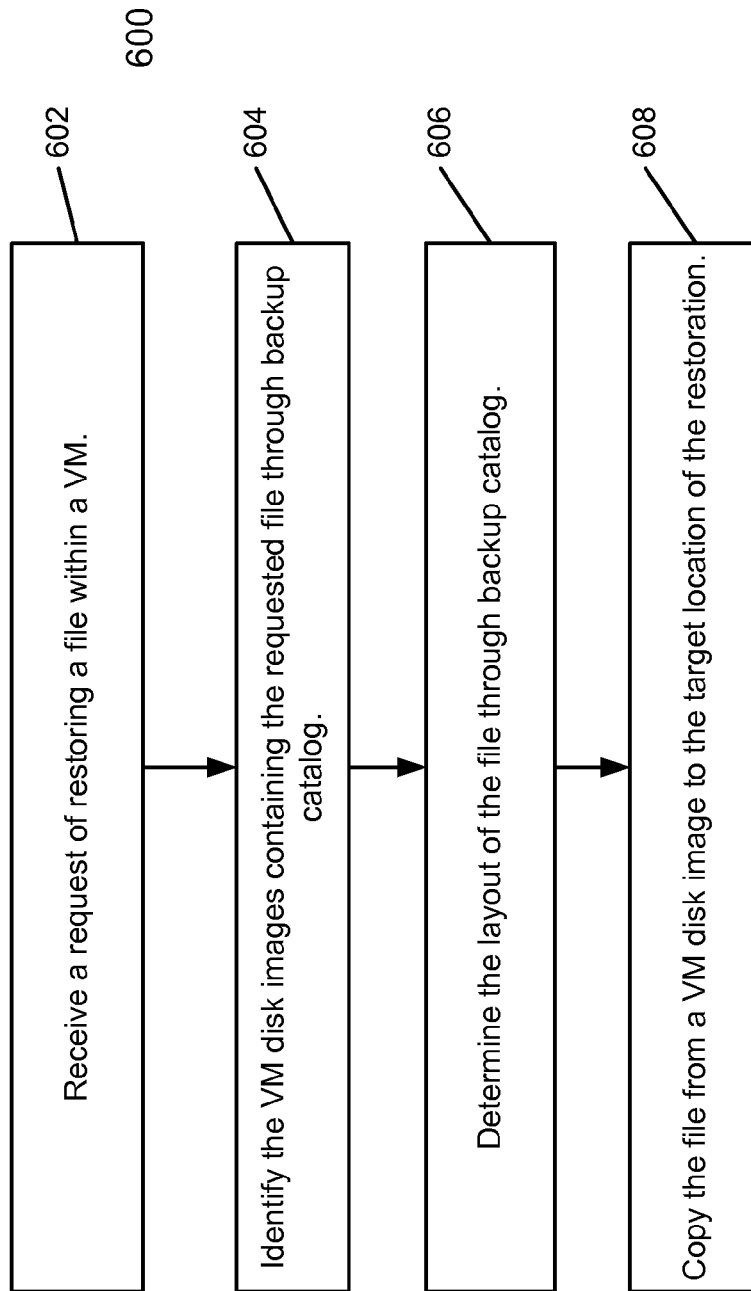 600
602
Receive a request of restoring a file within a VM.
604
Identify the VM disk images containing the requested file through backup
catalog.
606
Determine the layout of the file through backup catalog.
608
Copy the file from a VM disk image to the target location of the restoration.